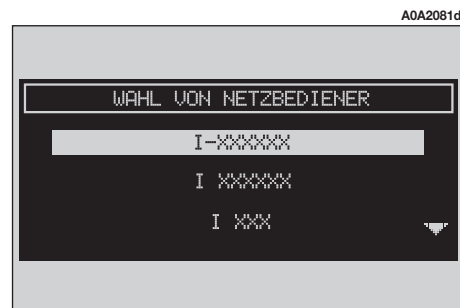 A0A2081d
WAHL VON NETZBEDIENER
I-XXXXXX
I XXXXXX
I XXX